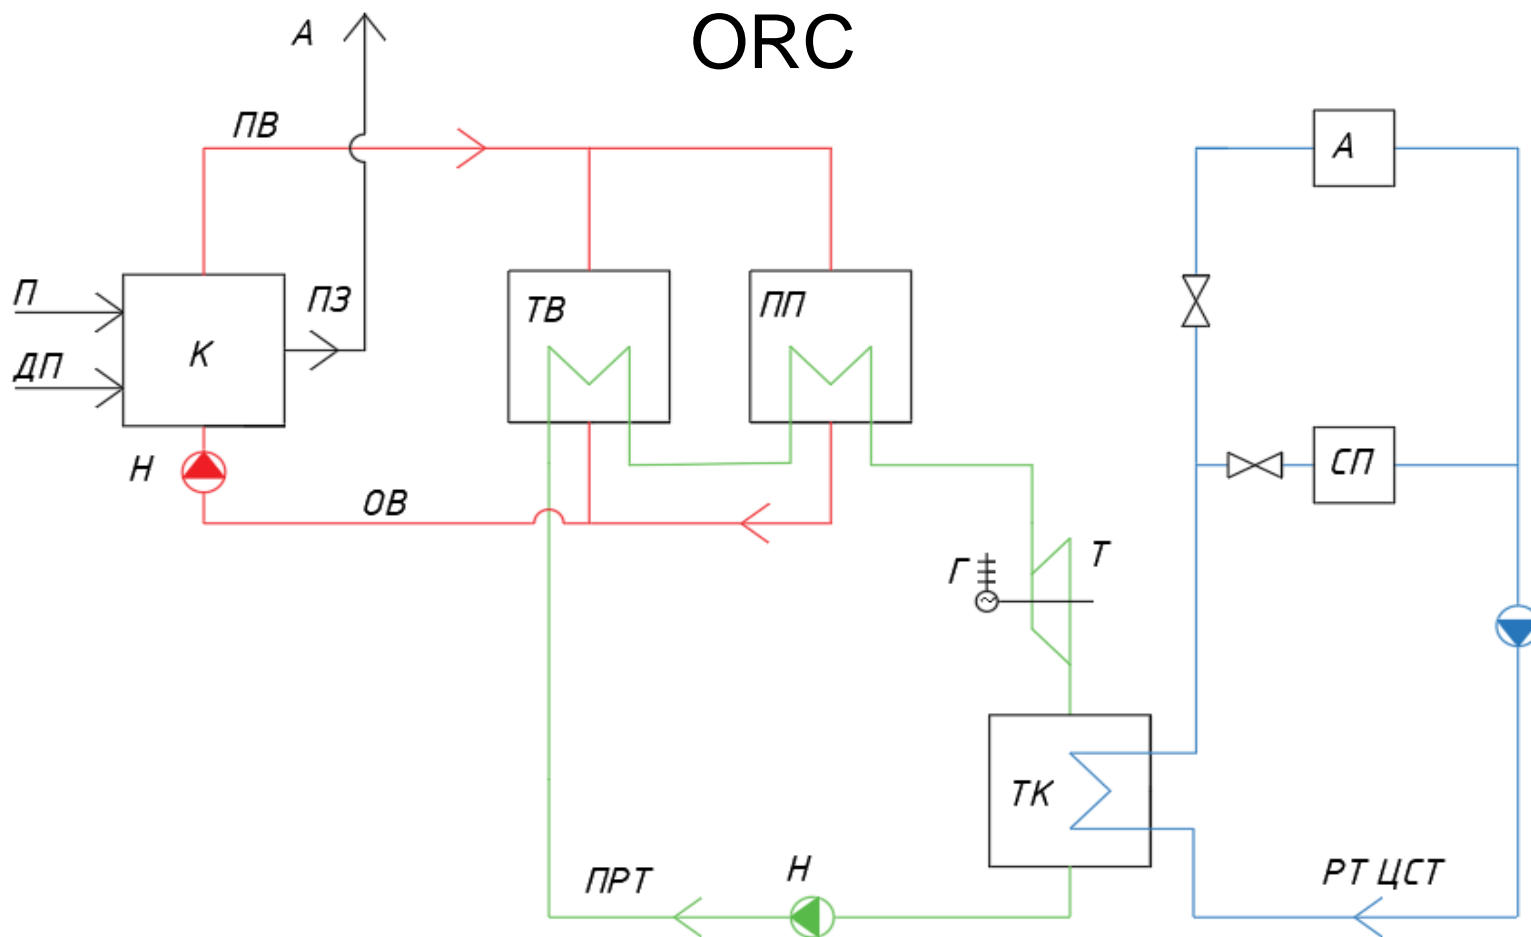 ORC
А
ПВ
А
П
ПЗ
ТВ
ПП
К
ДП
Н
СП
ОВ
Т
Г
ТК
Н
ПРТ
РТ ЦСТ